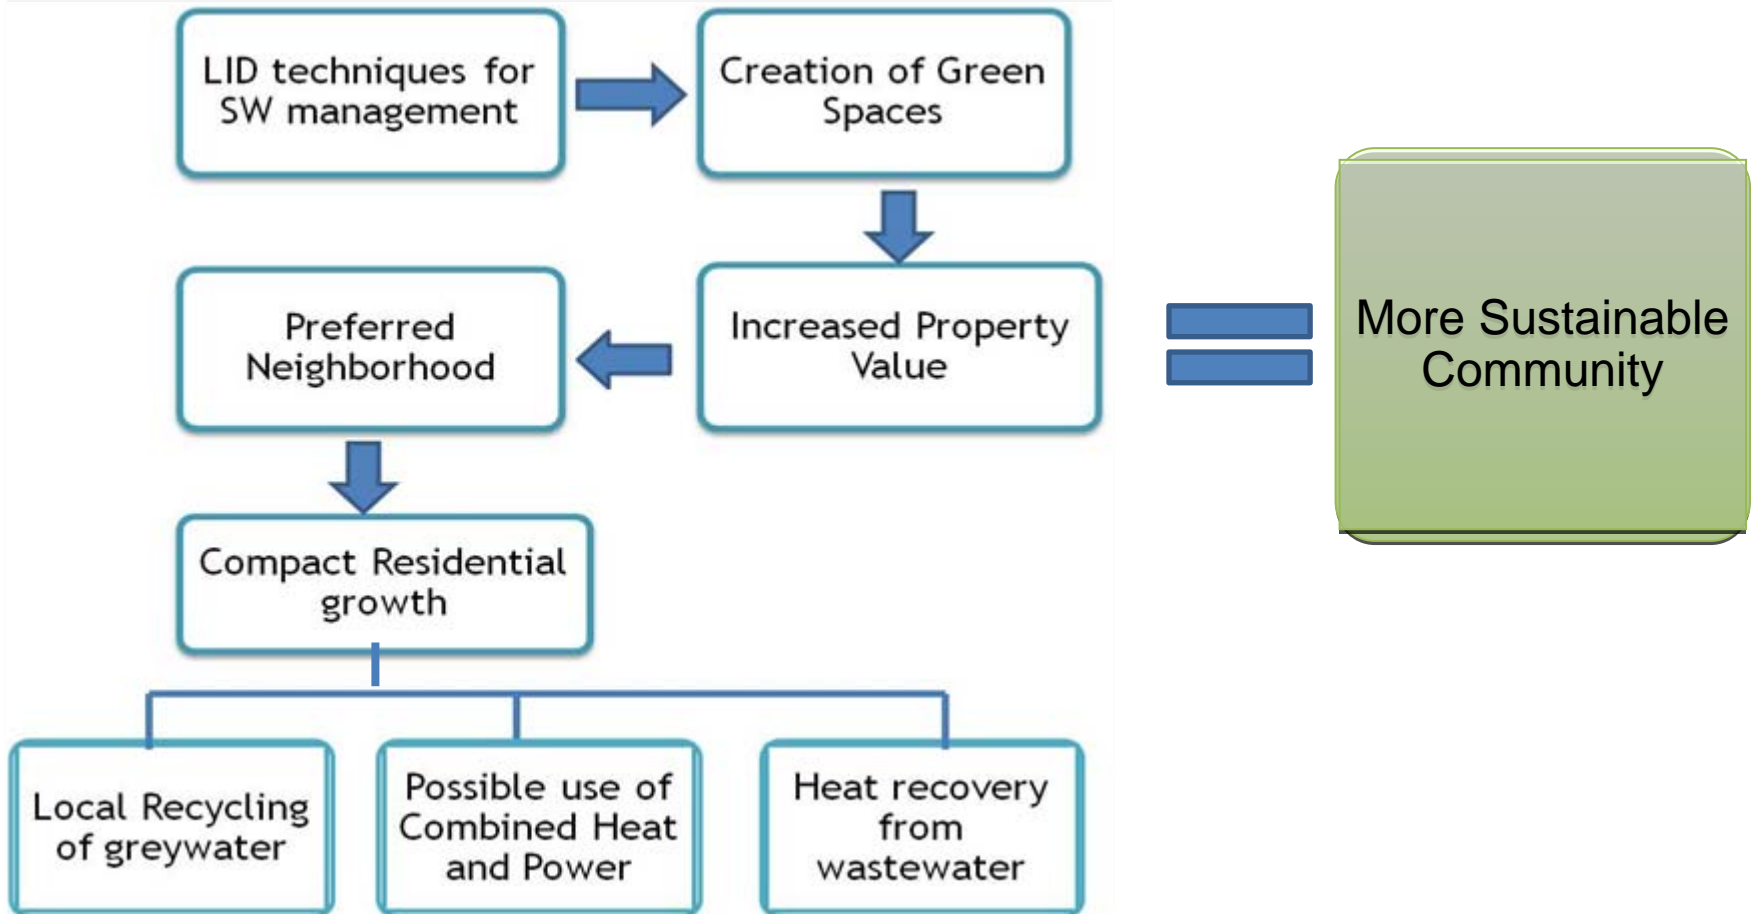 LID techniques for
SW management
Creation of Green
Spaces
Increased Property
Value
Preferred
Neighborhood
Compact Residential
growth
Local Recycling
of greywater
Possible use of
Combined Heat
and Power
Heat recovery
from
wastewater
More Sustainable
Community